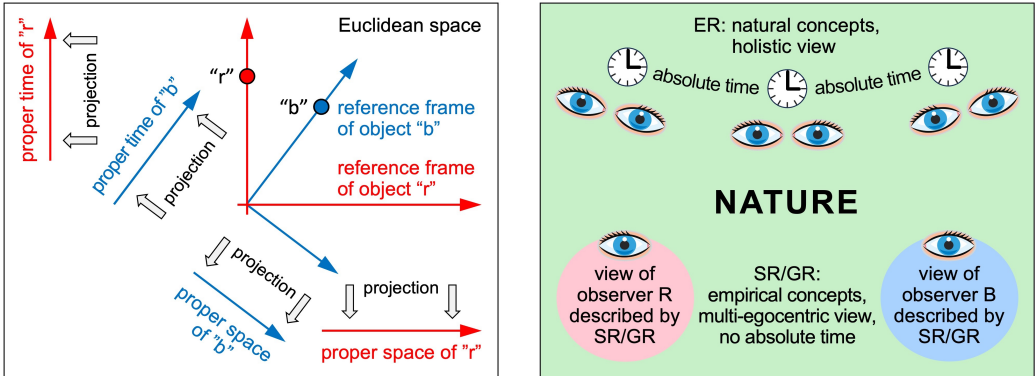 Euclidean space
proper time of ”r”
projection
“r”
“b”
proper time of ”b”
projection
reference frame
of object “b”
reference frame
of object “r”
projection
projection
proper space
of ”b”
proper space of ”r”
ER: natural concepts,
holistic view
absolute time
absolute time
NATURE
view of
observer R
described by
SR/GR
SR/GR:
empirical concepts,
multi-egocentric view,
no absolute time
view of
observer B
described by
SR/GR